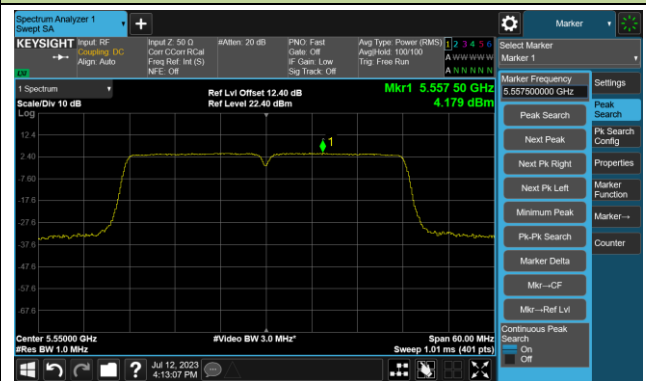 Spectrum Analyzer 1
Swept SA
Marker
KEYSIGHT
Input: RF
Coupling: DC
Align: Auto
Input Z: 50 Ω
Corr CCorr RCal
Freq Ref: Int (S)
NFE: Off
#Atten: 20 dB
PNO: Fast
Gate: Off
IF Gain: Low
Sig Track: Off
Avg Type: Power (RMS)
Avg|Hold: 100/100
Trig: Free Run
1 2 3 4 5 6
A W W W W W
A N N N N N
Select Marker
Marker 1
1 Spectrum
Scale/Div 10 dB
Log
Ref Lvl Offset 12.40 dB
Ref Level 22.40 dBm
Mkr1 5.557 50 GHz
4.179 dBm
1
12.4
2.40
-7.60
-17.6
-27.6
-37.6
-47.6
-57.6
-67.6
Center 5.55000 GHz
#Res BW 1.0 MHz
#Video BW 3.0 MHz*
Span 60.00 MHz
Sweep 1.01 ms (401 pts)
Marker Frequency
5.557500000 GHz
Peak Search
Next Peak
Next Pk Right
Next Pk Left
Minimum Peak
Pk-Pk Search
Marker Delta
Mkr→CF
Mkr→Ref Lvl
Continuous Peak
Search
On
Off
Settings
Peak
Search
Pk Search
Config
Properties
Marker
Function
Marker→
Counter
?
Jul 12, 2023
4:13:07 PM